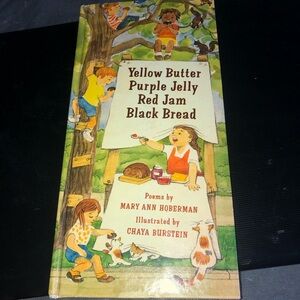 Yellow Butter
Purple Jelly
Red Jam
Black Bread
Poems by
MARY ANN HOBERMAN
Illustrated by
CHAYA BURSTEIN